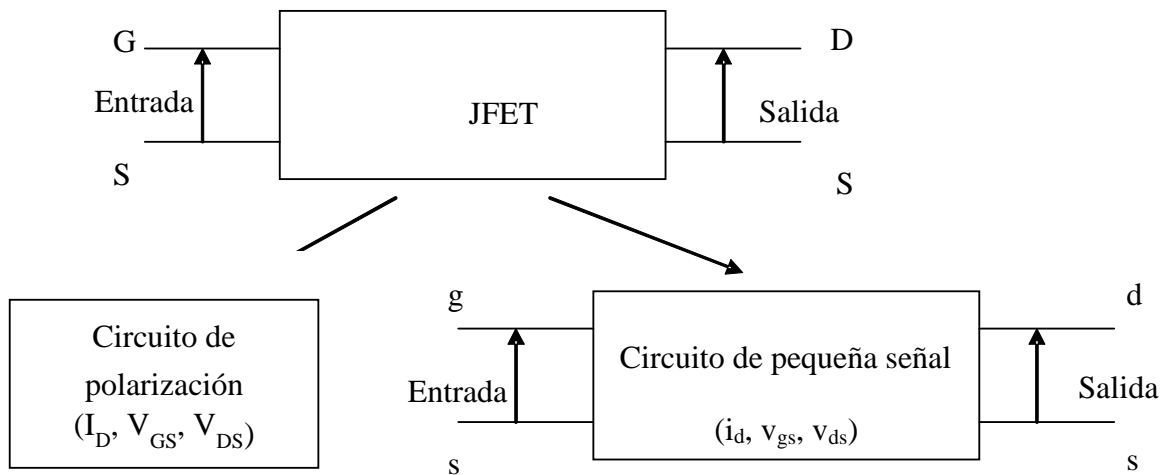 G
D
Entrada
JFET
Salida
S
S
g
d
Circuito de
polarización
(I_D, V_GS, V_DS)
Circuito de pequeña señal
Entrada
Salida
(i_d, v_gs, v_ds)
s
s